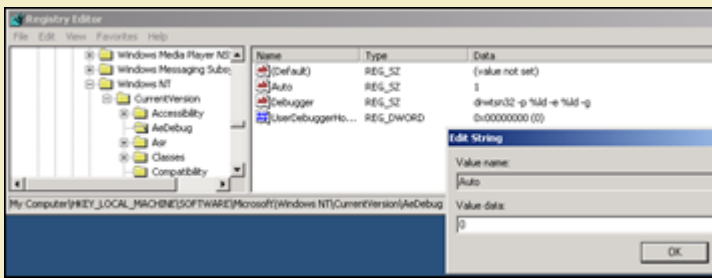 Registry Editor
File Edit View Favorites Help
Windows Media Player NS
Windows Messaging Subs
Windows NT
CurrentVersion
Accessibility
AeDebug
Asr
Classes
Compatibility
Name Type Data
(Default) REG_SZ (value not set)
Auto REG_SZ 1
Debugger REG_SZ drwtsn32 -p %ld -e %ld -g
UserDebuggerHo... REG_DWORD 0x00000000 (0)
My Computer\HKEY_LOCAL_MACHINE\SOFTWARE\Microsoft\Windows NT\CurrentVersion\AeDebug
Edit String
Value name:
Auto
Value data:
0
OK